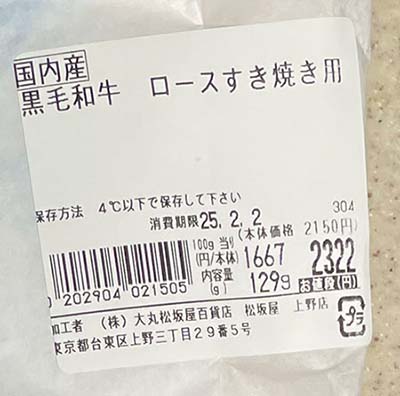 国内産
黒毛和牛 ロースすき焼き用
保存方法 4℃以下で保存して下さい
304
消費期限25.2.2
(本体価格 2150円)
100g当り
(円/本体) 1667
2322
内容量
(g) 129g
お値段(円)
0 202904 021505
加工者 (株)大丸松坂屋百貨店 松坂屋 上野店
東京都台東区上野三丁目29番5号
プラ